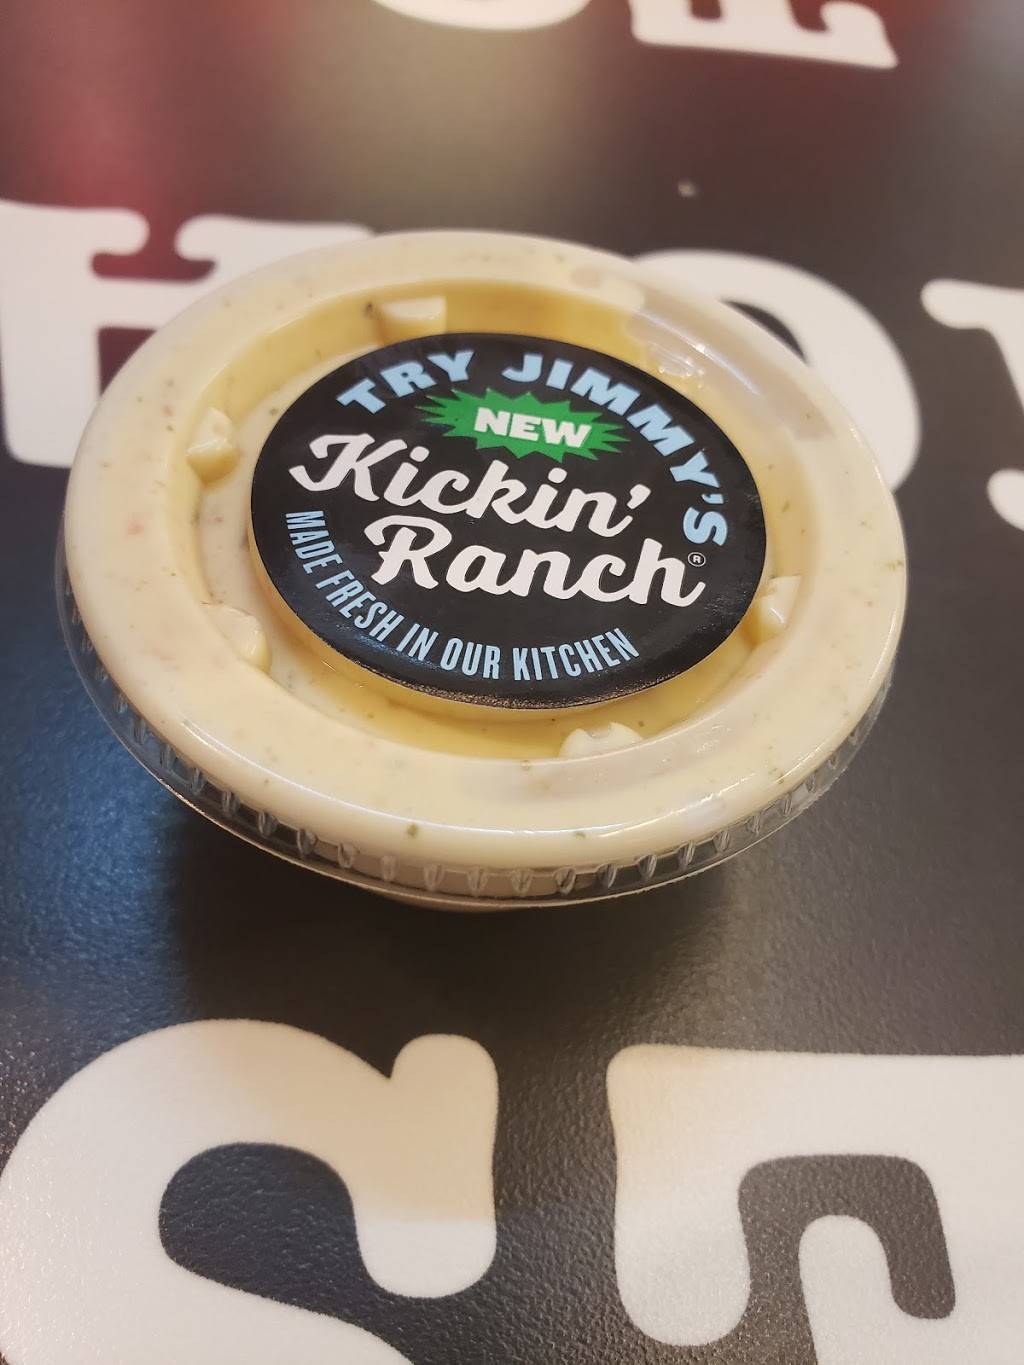 TRY JIMMY'S
NEW
Kickin'
Ranch®
MADE FRESH IN OUR KITCHEN